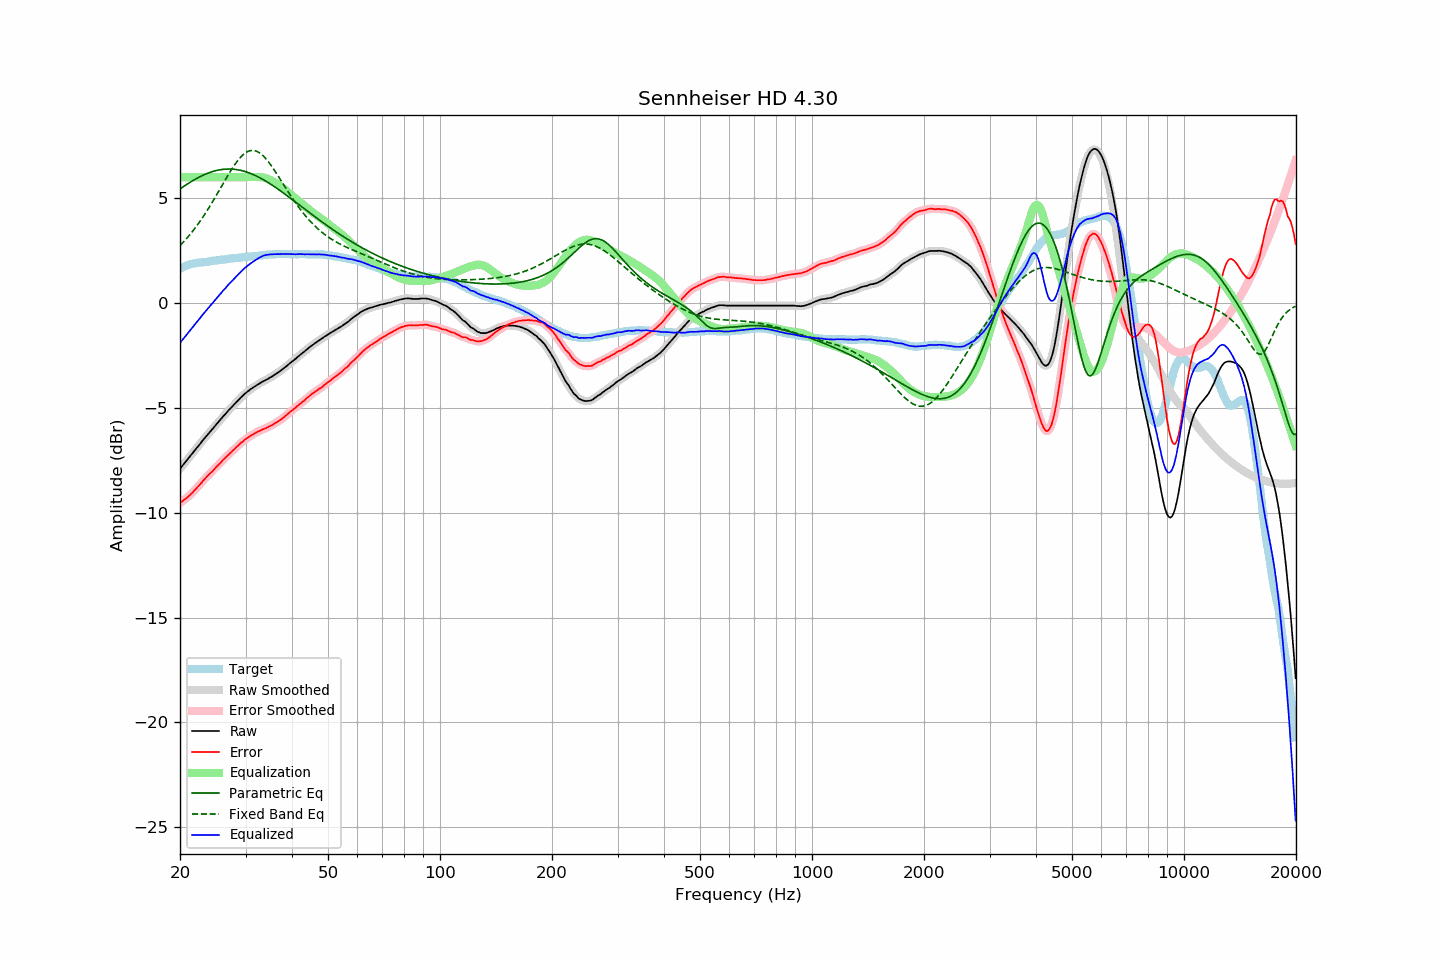 Sennheiser HD 4.30
5
0
−5
−10
−15
−20
−25
Amplitude (dBr)
Target
Raw Smoothed
Error Smoothed
Raw
Error
Equalization
Parametric Eq
Fixed Band Eq
Equalized
20 50 100 200 500 1000 2000 5000 10000 20000
Frequency (Hz)